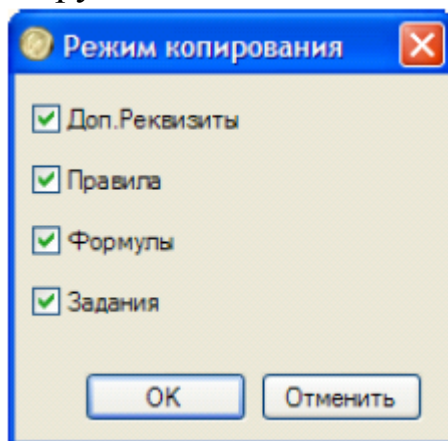 Режим копирования
Доп.Реквизиты
Правила
Формулы
Задания
OK Отменить